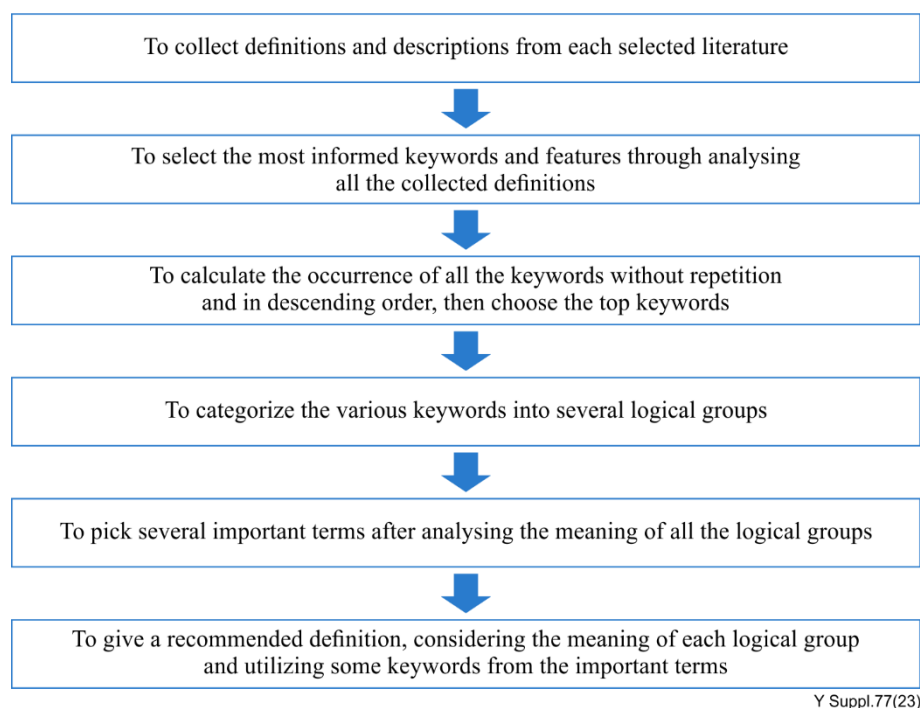 To collect definitions and descriptions from each selected literature
To select the most informed keywords and features through analysing
all the collected definitions
To calculate the occurrence of all the keywords without repetition
and in descending order, then choose the top keywords
To categorize the various keywords into several logical groups
To pick several important terms after analysing the meaning of all the logical groups
To give a recommended definition, considering the meaning of each logical group
and utilizing some keywords from the important terms
Y Suppl.77(23)